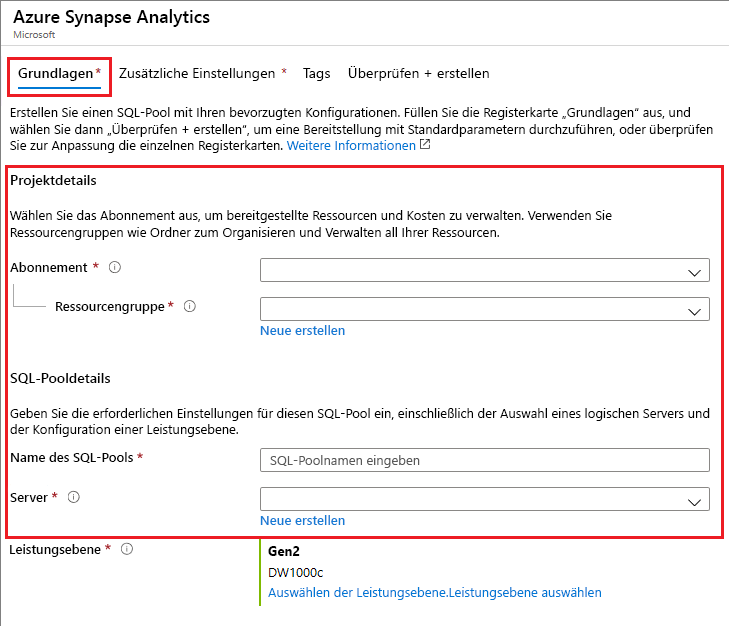 Azure Synapse Analytics
Microsoft
Grundlagen * Zusätzliche Einstellungen * Tags Überprüfen + erstellen
Erstellen Sie einen SQL-Pool mit Ihren bevorzugten Konfigurationen. Füllen Sie die Registerkarte „Grundlagen“ aus, und
wählen Sie dann „Überprüfen + erstellen“, um eine Bereitstellung mit Standardparametern durchzuführen, oder überprüfen
Sie zur Anpassung die einzelnen Registerkarten. Weitere Informationen
Projektdetails
Wählen Sie das Abonnement aus, um bereitgestellte Ressourcen und Kosten zu verwalten. Verwenden Sie
Ressourcengruppen wie Ordner zum Organisieren und Verwalten all Ihrer Ressourcen.
Abonnement *
Ressourcengruppe *
Neue erstellen
SQL-Pooldetails
Geben Sie die erforderlichen Einstellungen für diesen SQL-Pool ein, einschließlich der Auswahl eines logischen Servers und
der Konfiguration einer Leistungsebene.
Name des SQL-Pools * SQL-Poolnamen eingeben
Server *
Neue erstellen
Leistungsebene * Gen2
DW1000c
Auswählen der Leistungsebene.Leistungsebene auswählen